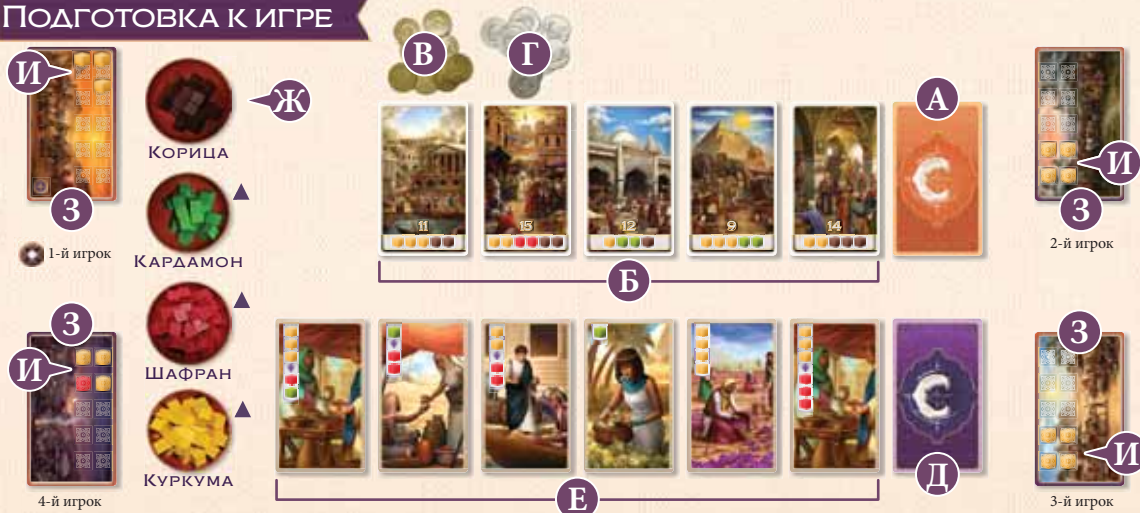 Подготовка к игре
И
З
1-й игрок
Корица
Ж
Кардамон
Шафран
Куркума
З
И
4-й игрок
В
Г
11
15
12
9
14
А
Б
Е
Д
И
З
2-й игрок
З
И
3-й игрок